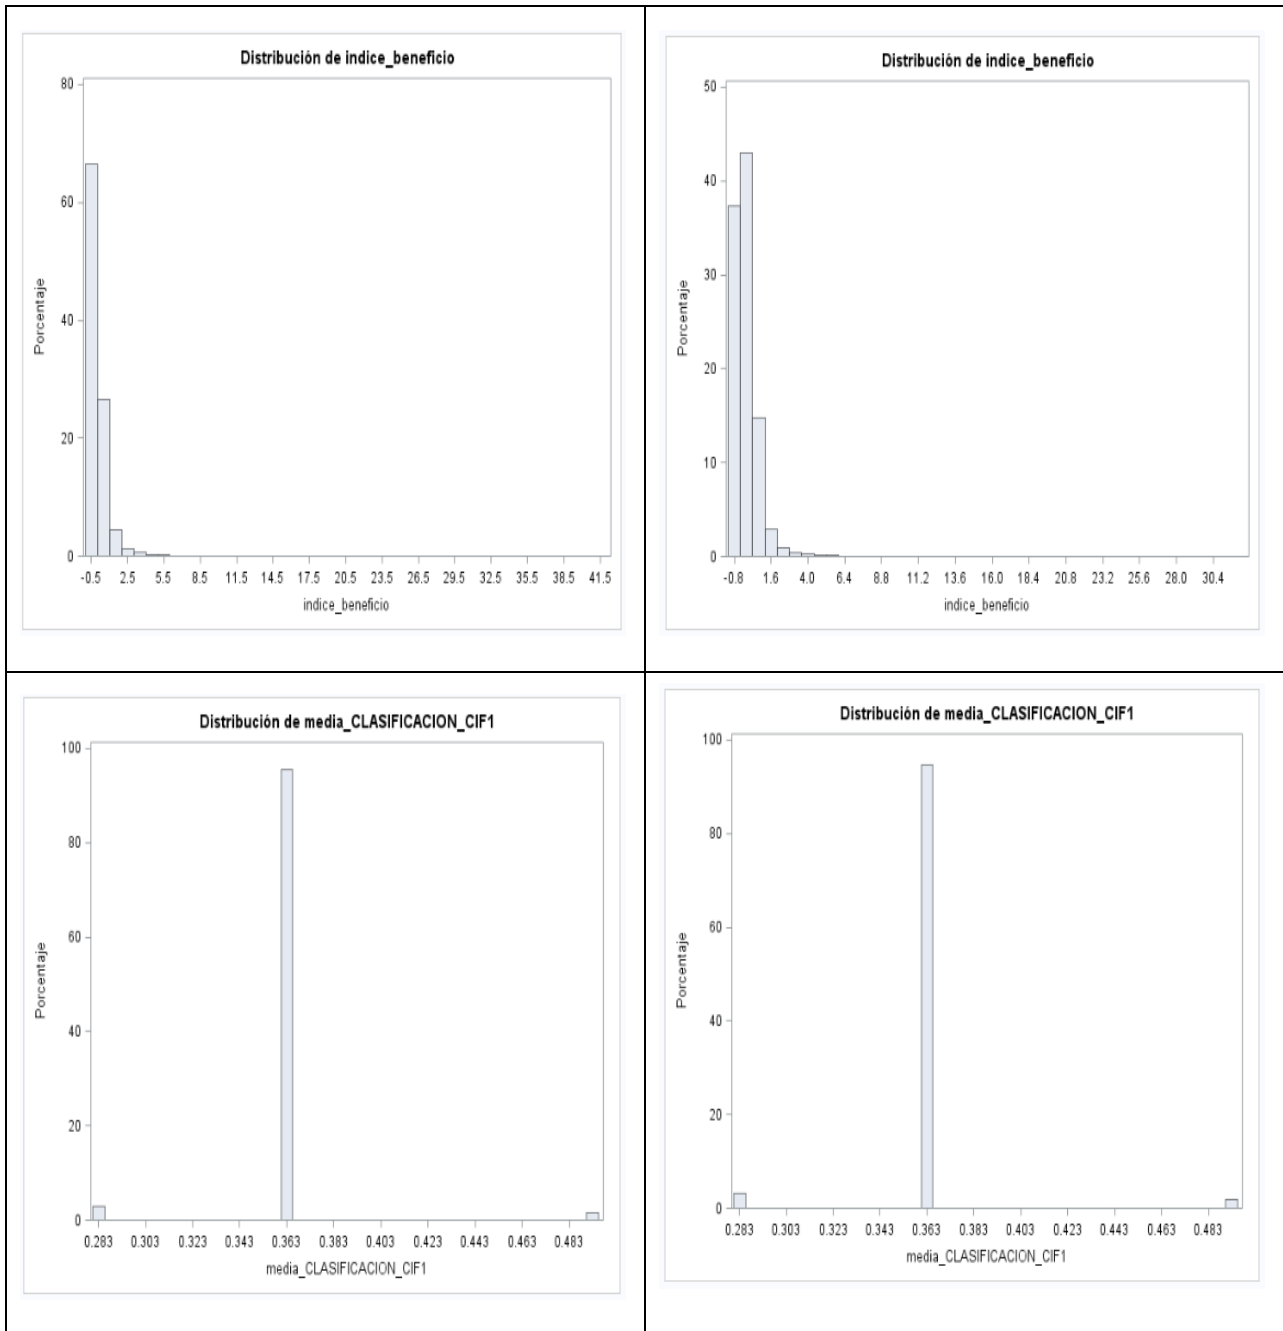 Distribución de indice_beneficio
80
60
40
20
0
Porcentaje
-0.5 2.5 5.5 8.5 11.5 14.5 17.5 20.5 23.5 26.5 29.5 32.5 35.5 38.5 41.5
indice_beneficio
Distribución de indice_beneficio
50
40
30
20
10
0
Porcentaje
-0.8 1.6 4.0 6.4 8.8 11.2 13.6 16.0 18.4 20.8 23.2 25.6 28.0 30.4
indice_beneficio
Distribución de media_CLASIFICACION_CIF1
100
80
60
40
20
0
Porcentaje
0.283 0.303 0.323 0.343 0.363 0.383 0.403 0.423 0.443 0.463 0.483
media_CLASIFICACION_CIF1
Distribución de media_CLASIFICACION_CIF1
100
80
60
40
20
0
Porcentaje
0.283 0.303 0.323 0.343 0.363 0.383 0.403 0.423 0.443 0.463 0.483
media_CLASIFICACION_CIF1